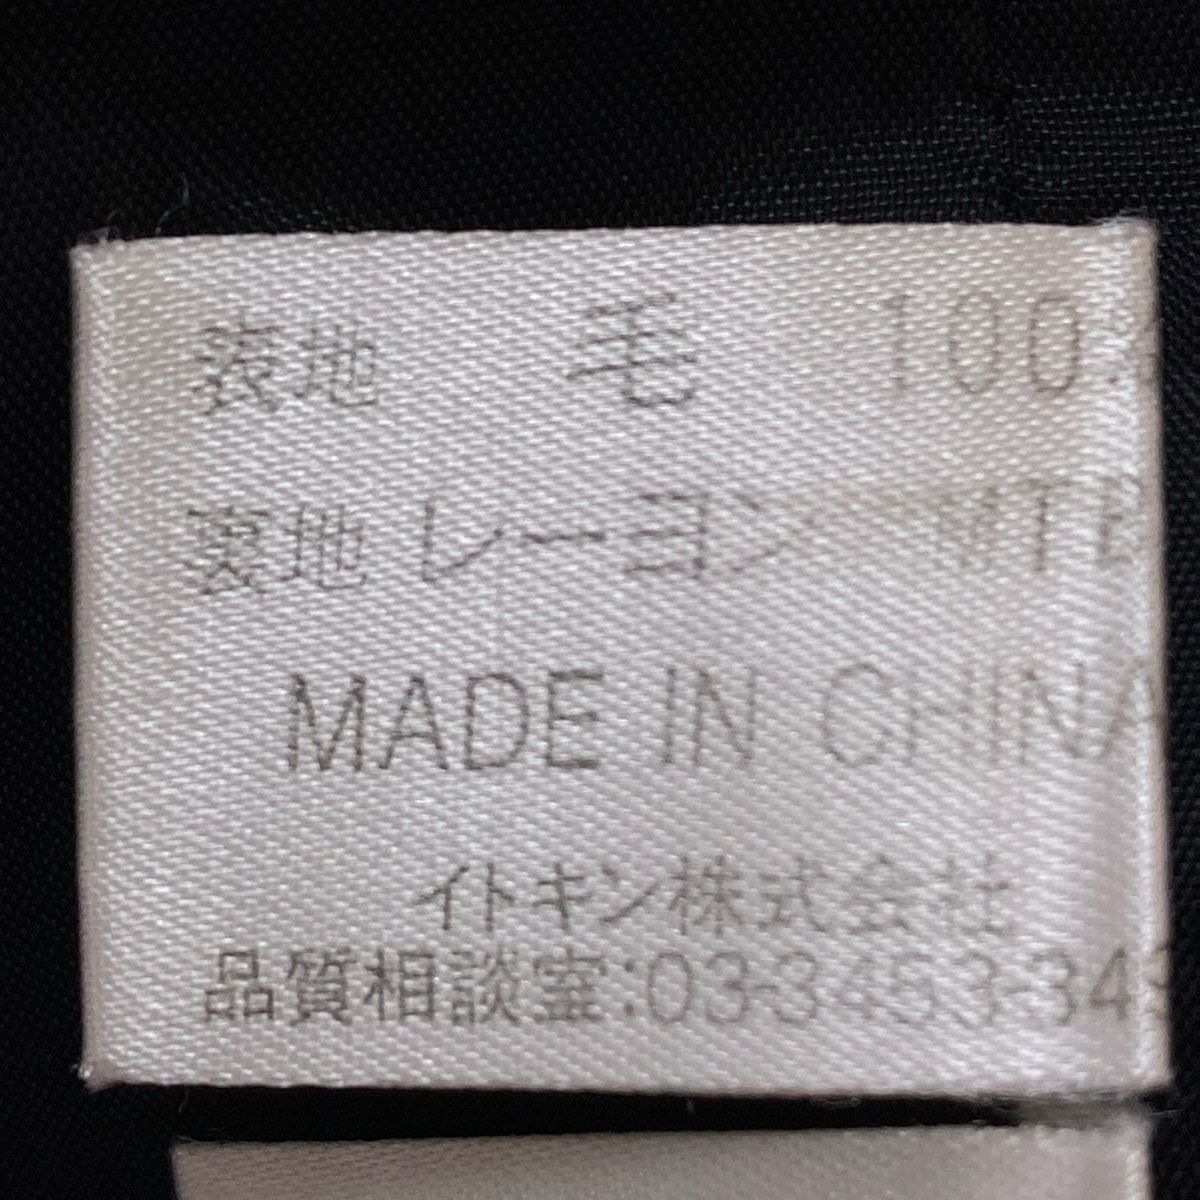 表地 毛 100
裏地 レーヨン
MADE IN CHINA
イトキン株式会社
品質相談室:03-3453-34